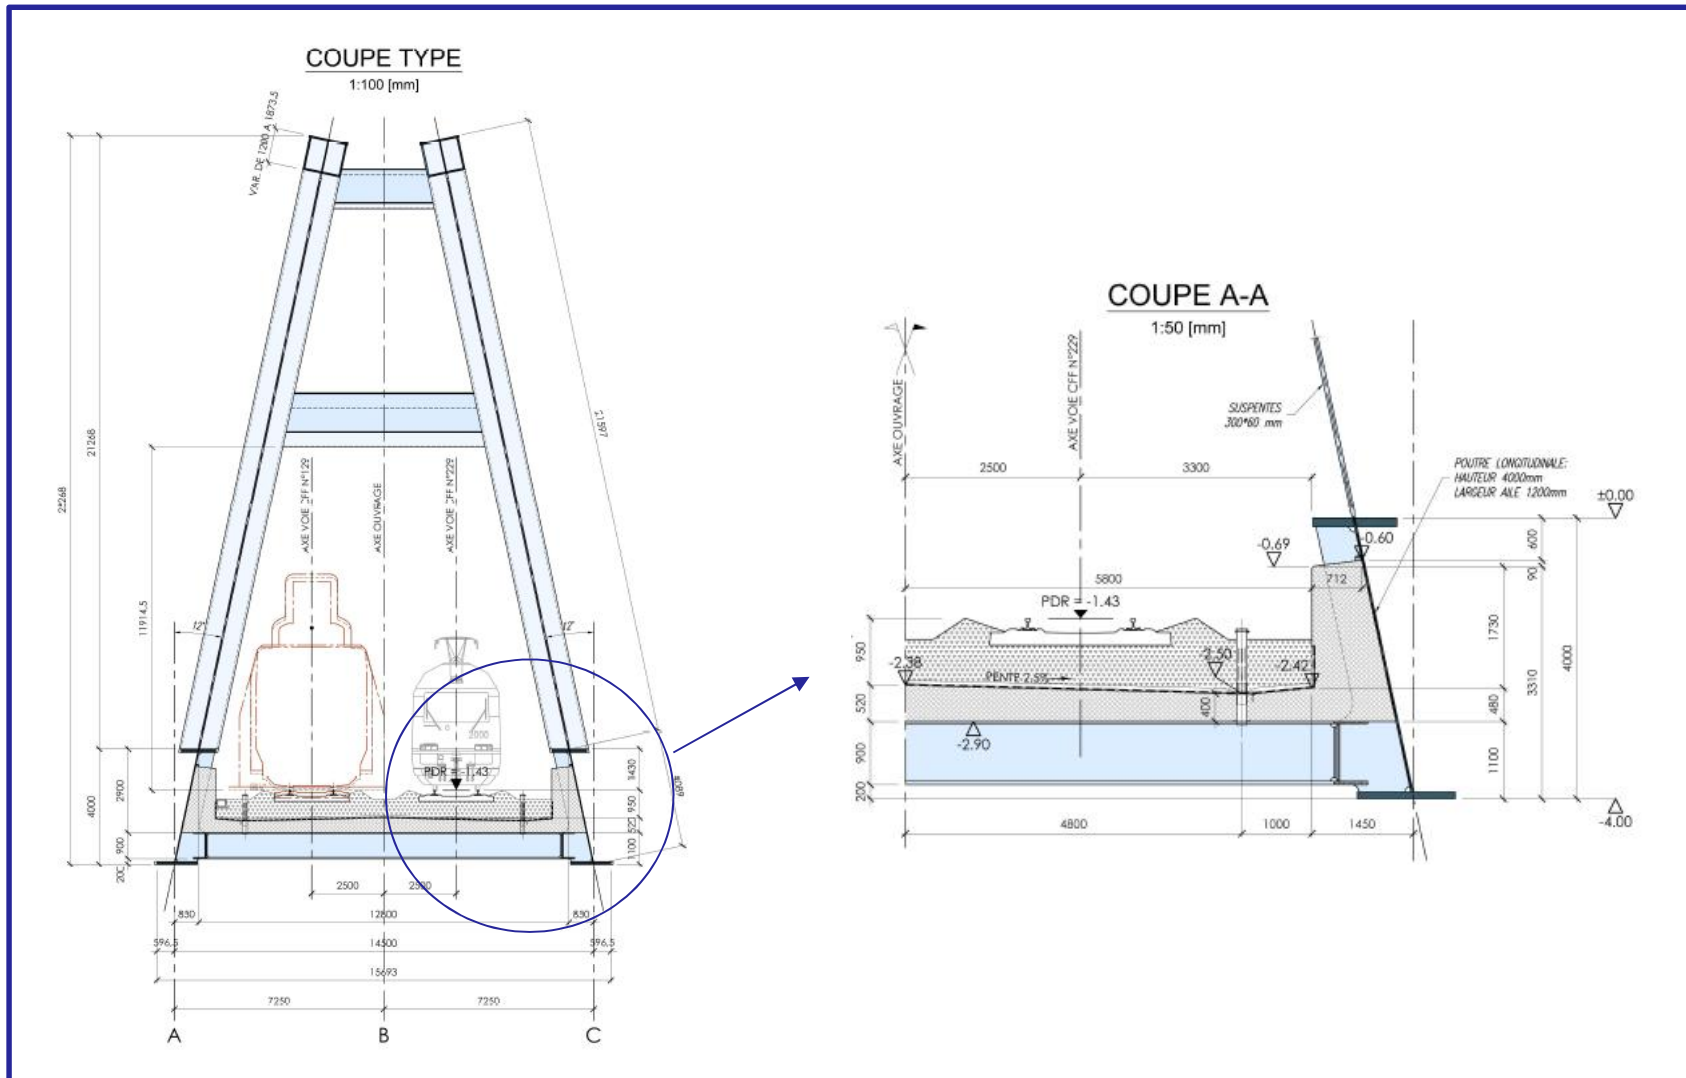 COUPE TYPE
1:100 [mm]
VAR. DE 1200 A 1873.5
21268
21597
11914.5
AXE VOIE CFF N°129
AXE OUVRAGE
AXE VOIE CFF N°229
12°
12°
2000
PDR = -1.43
4000
2900
900
200
1430
950
520
1100
4089
2500
2500
830
12800
830
596.5
14500
596.5
15693
7250
7250
A
B
C
COUPE A-A
1:50 [mm]
AXE OUVRAGE
AXE VOIE CFF N°229
SUSPENTES
300*60 mm
2500
3300
POUTRE LONGITUDINALE:
HAUTEUR 4000mm
LARGEUR AILE 1200mm
±0.00
-0.69
-0.60
5800
712
PDR = -1.43
600
90
1730
4000
3310
950
-2.38
-2.50
-2.42
PENTE 2.5%
520
400
480
-2.90
900
1100
200
-4.00
4800
1000
1450